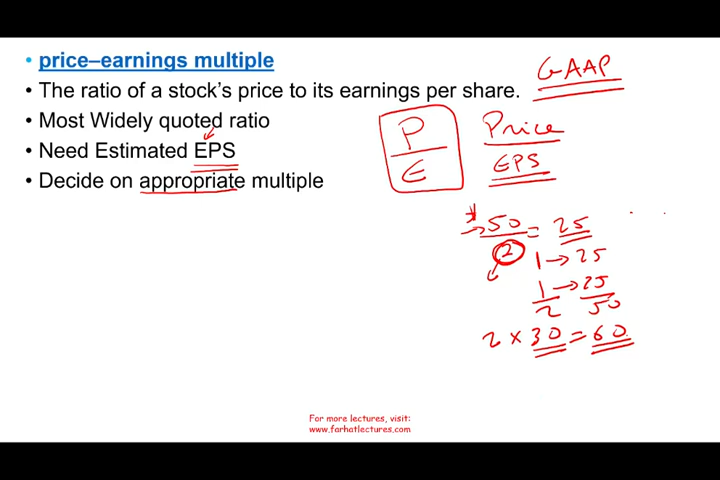 • price–earnings multiple
• The ratio of a stock's price to its earnings per share.
• Most Widely quoted ratio
• Need Estimated EPS
• Decide on appropriate multiple
GAAP
P
E
Price
EPS
50 = 25
2
1 → 25
1 → 25
2 50
2 × 30 = 60
For more lectures, visit:
www.farhatlectures.com